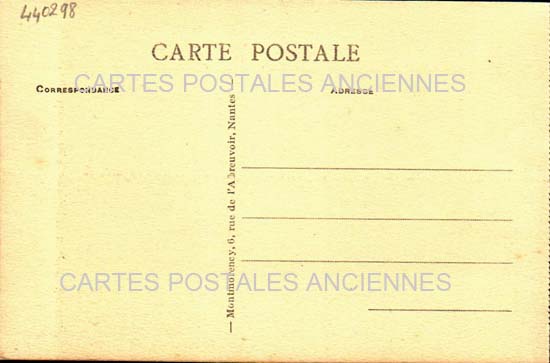 440298
CARTE POSTALE
CARTES POSTALES ANCIENNES
CORRESPONDANCE
ADRESSE
— Montmorency, 6, rue de l'Abreuvoir, Nantes —
CARTES POSTALES ANCIENNES